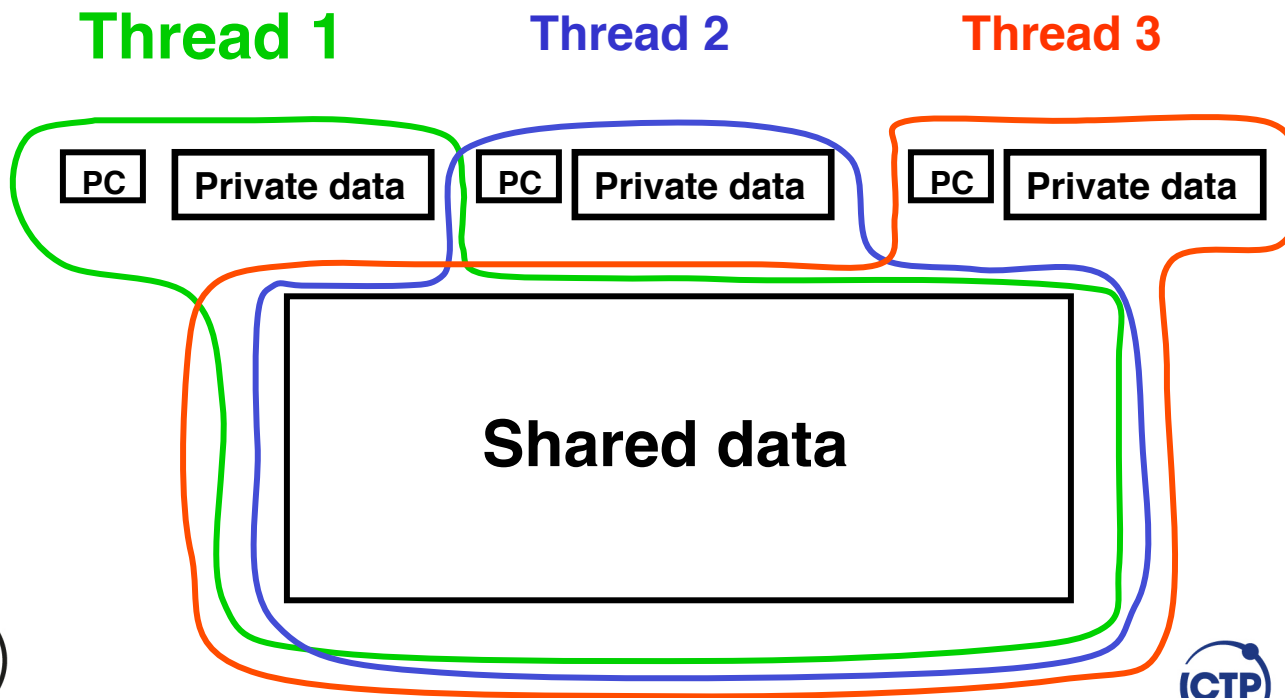 Thread 1 Thread 2 Thread 3
PC Private data PC Private data PC Private data
Shared data
ICTP